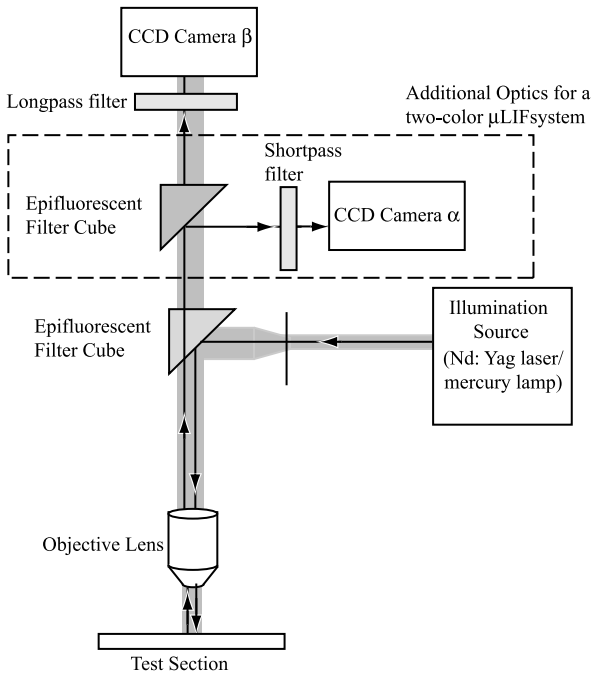 CCD Camera β
Longpass filter
Additional Optics for a
two-color μLIFsystem
Shortpass
filter
Epifluorescent
Filter Cube
CCD Camera α
Epifluorescent
Filter Cube
Illumination
Source
(Nd: Yag laser/
mercury lamp)
Objective Lens
Test Section